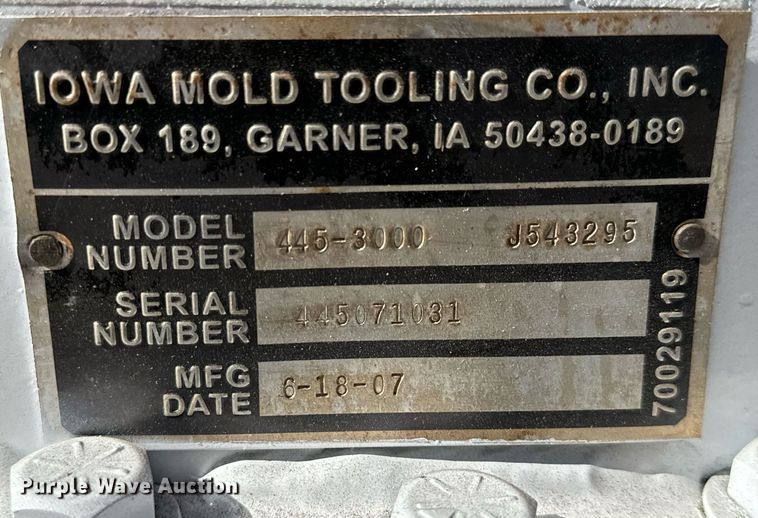 IOWA MOLD TOOLING CO., INC.
BOX 189, GARNER, IA 50438-0189
MODEL NUMBER 445-3000 J543295
SERIAL NUMBER 445071031
MFG DATE 6-18-07
70029119
Purple Wave Auction